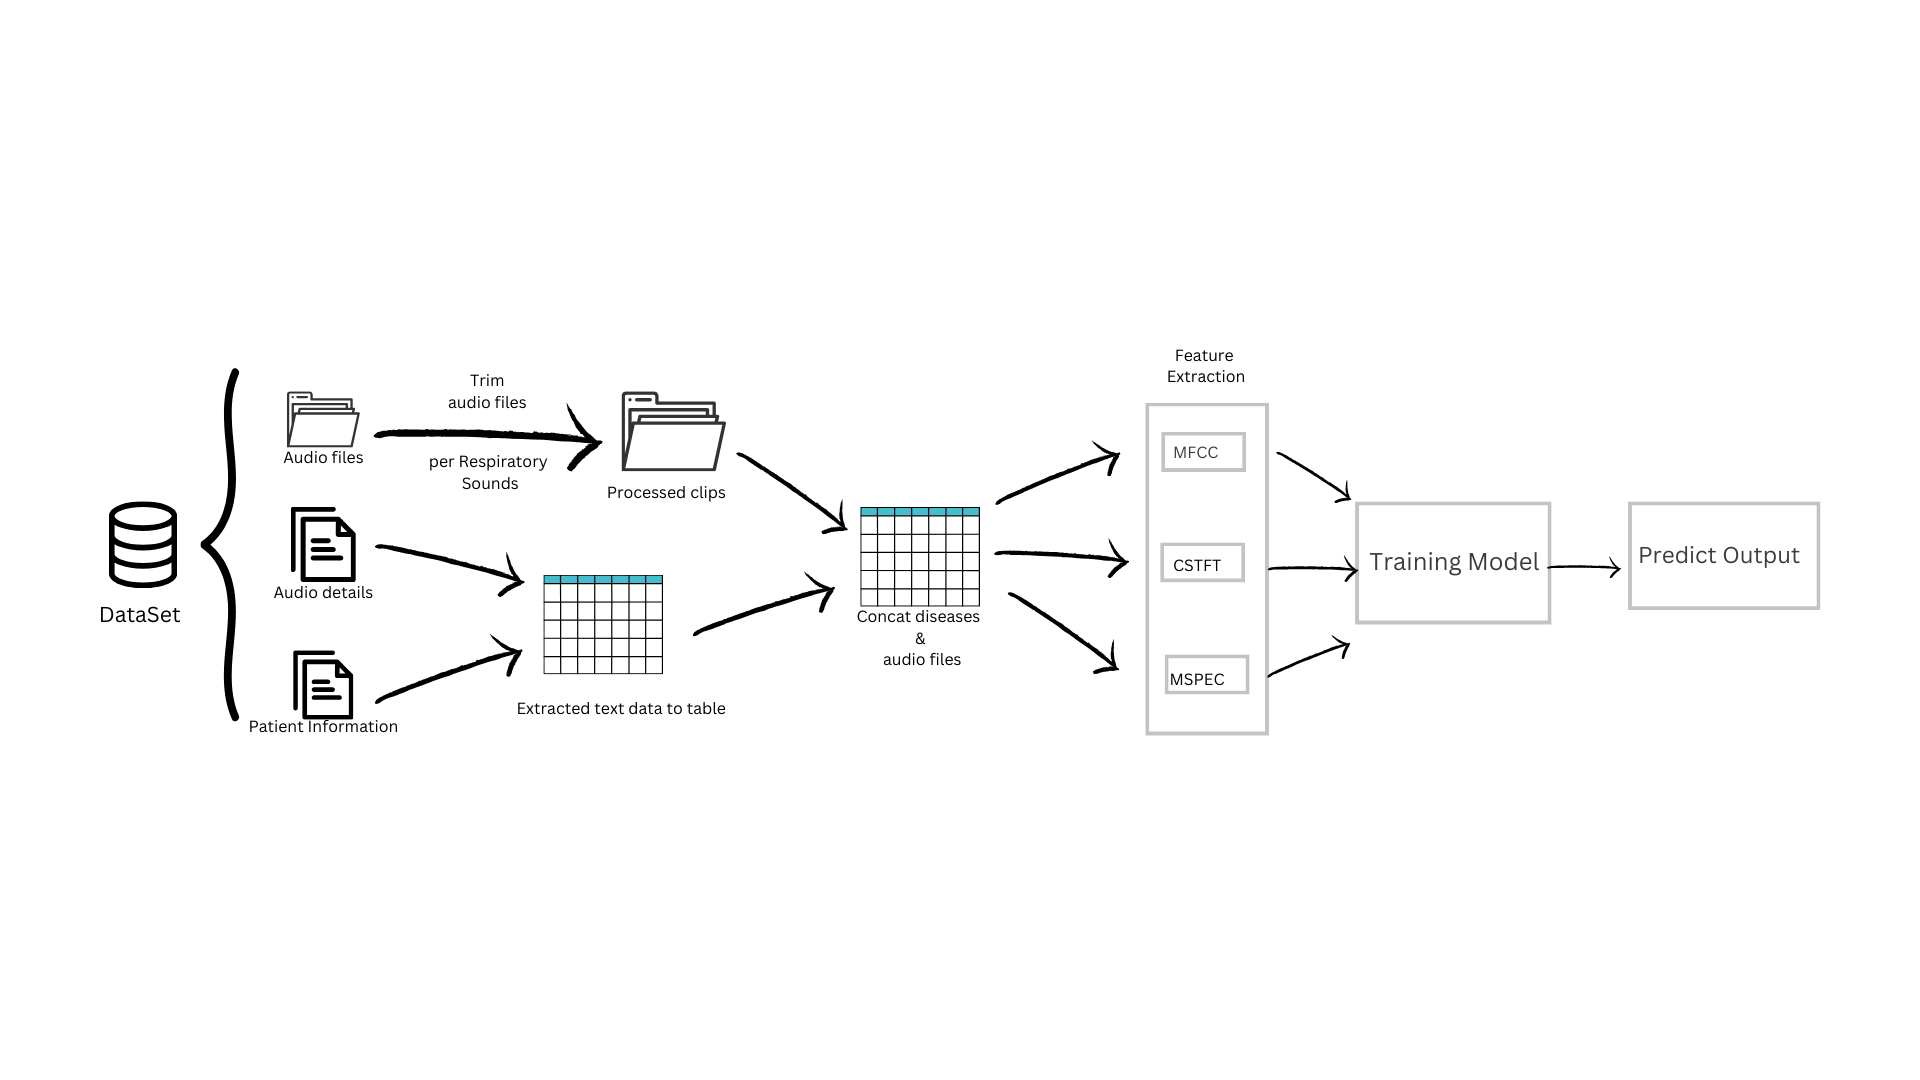 DataSet
Audio files
Audio details
Patient Information
Trim
audio files
per Respiratory
Sounds
Processed clips
Extracted text data to table
Concat diseases
&
audio files
Feature
Extraction
MFCC
CSTFT
MSPEC
Training Model
Predict Output